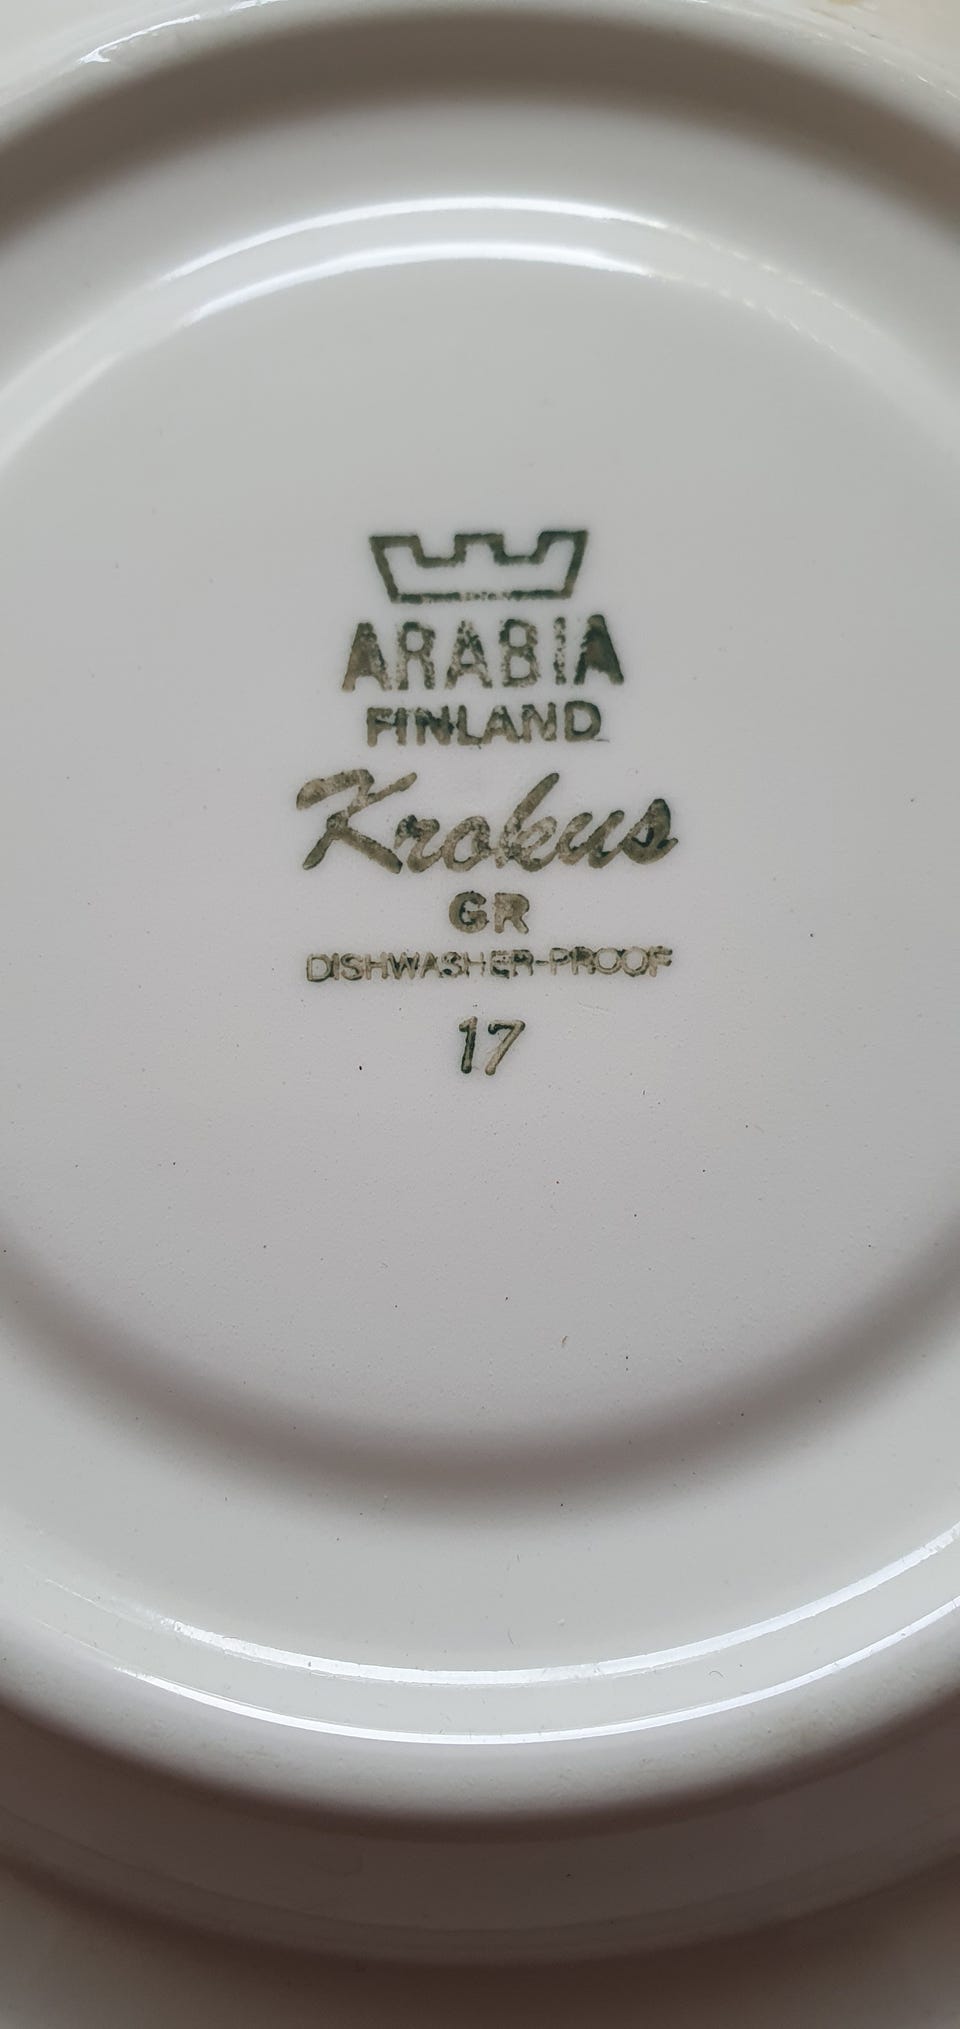 ARABIA
FINLAND
Krokus
GR
DISHWASHER-PROOF
17